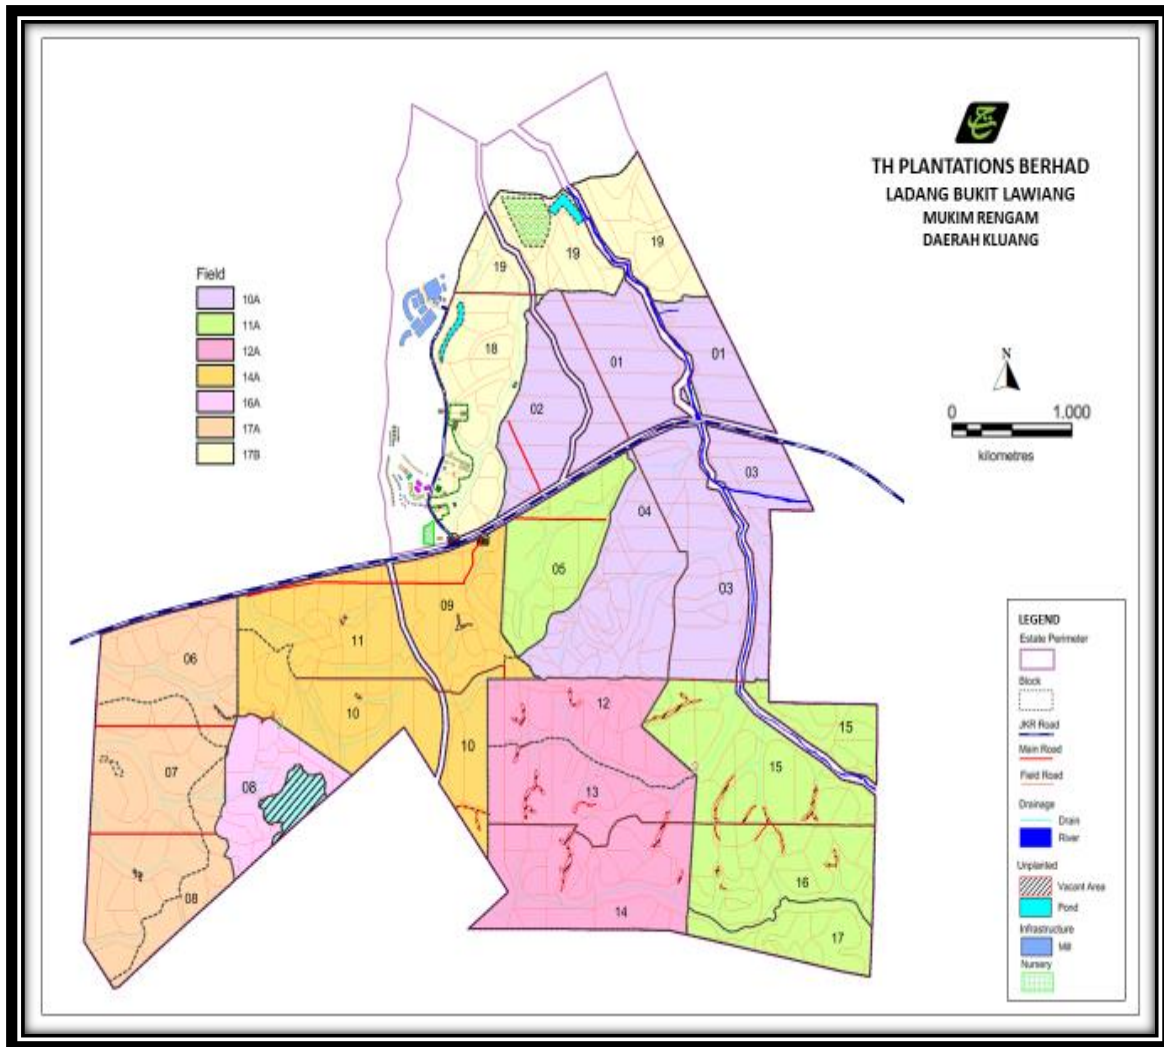 TH PLANTATIONS BERHAD
LADANG BUKIT LAWIANG
MUKIM RENGAM
DAERAH KLUANG
Field
10A
11A
12A
14A
16A
17A
17B
N
0 1,000
kilometres
19
19
19
18
01
01
02
03
04
05
03
09
06
11
10
10
07
08
08
12
13
14
15
15
16
17
LEGEND
Estate Perimeter
Block
JKR Road
Main Road
Field Road
Drainage
Drain
River
Unplanted
Vacant Area
Pond
Infrastructure
Mill
Nursery